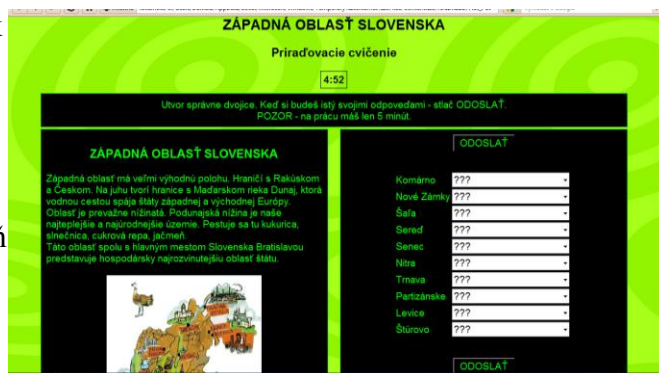 ZÁPADNÁ OBLASŤ SLOVENSKA
Priraďovacie cvičenie
4:52
Utvor správne dvojice. Keď si budeš istý svojimi odpoveďami - stlač ODOSLAŤ.
POZOR - na prácu máš len 5 minút.
ZÁPADNÁ OBLASŤ SLOVENSKA
Západná oblasť má veľmi výhodnú polohu. Hraničí s Rakúskom
a Českom. Na juhu tvorí hranice s Maďarskom rieka Dunaj, ktorá
vodnou cestou spája štáty západnej a východnej Európy.
Oblasť je prevažne nížinatá. Podunajská nížina je naše
najteplejšie a najúrodnejšie územie. Pestuje sa tu kukurica,
slnečnica, cukrová repa, jačmeň.
Táto oblasť spolu s hlavným mestom Slovenska Bratislavou
predstavuje hospodársky najrozvinutejšiu oblasť štátu.
ODOSLAŤ
Komárno ???
Nové Zámky ???
Šaľa ???
Sereď ???
Senec ???
Nitra ???
Trnava ???
Partizánske ???
Levice ???
Štúrovo ???
ODOSLAŤ